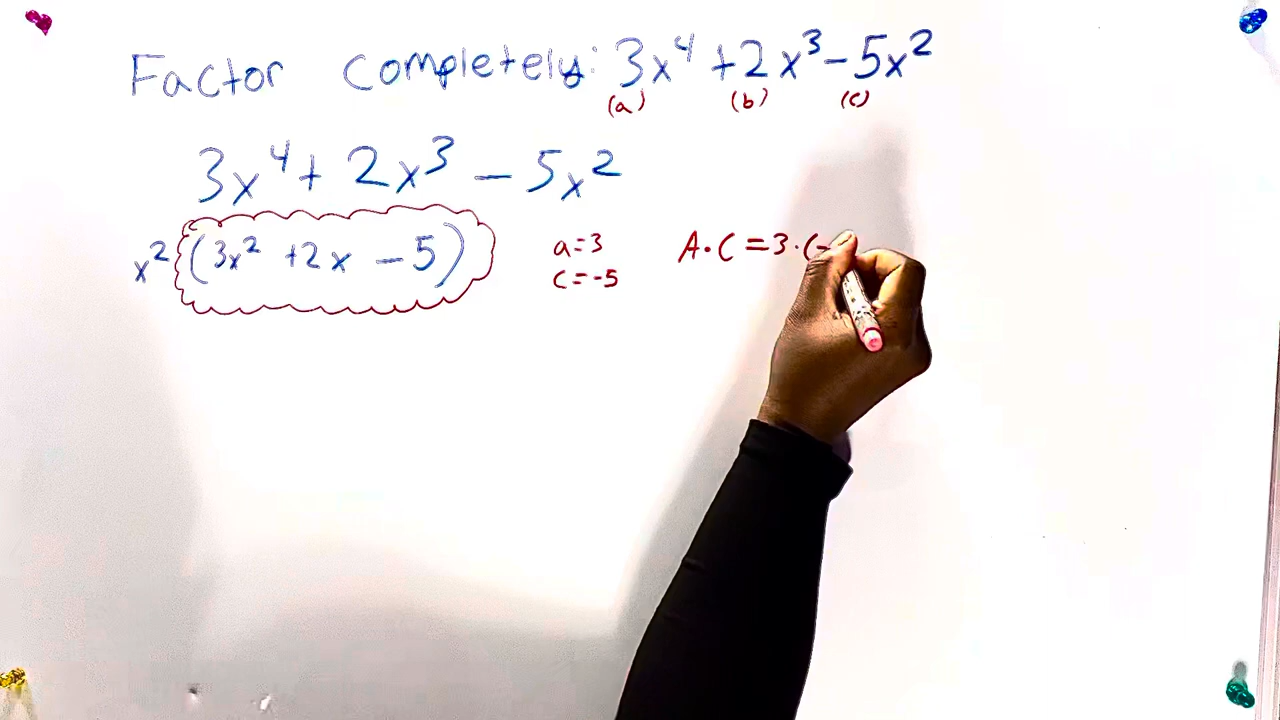 Factor completely: 3x⁴ + 2x³ - 5x²
(a) (b) (c)
3x⁴ + 2x³ - 5x²
x² (3x² + 2x - 5)
a=3
c=-5
A·C = 3·(-